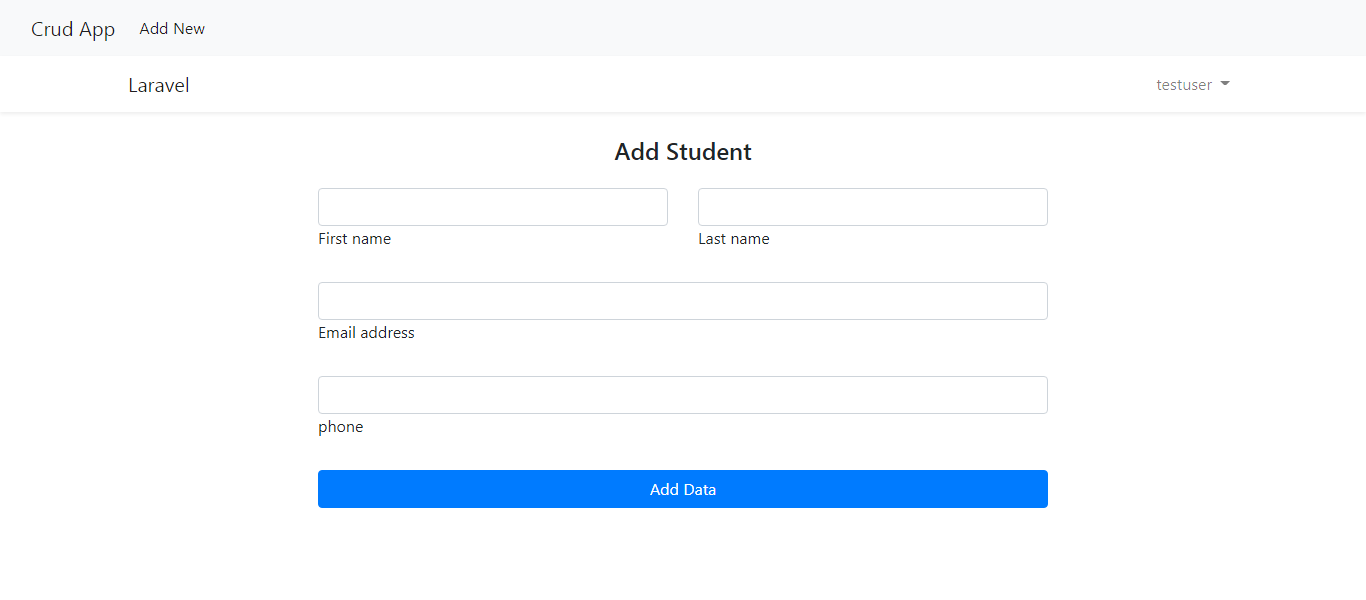 Crud App Add New
Laravel testuser
Add Student
First name Last name
Email address
phone
Add Data